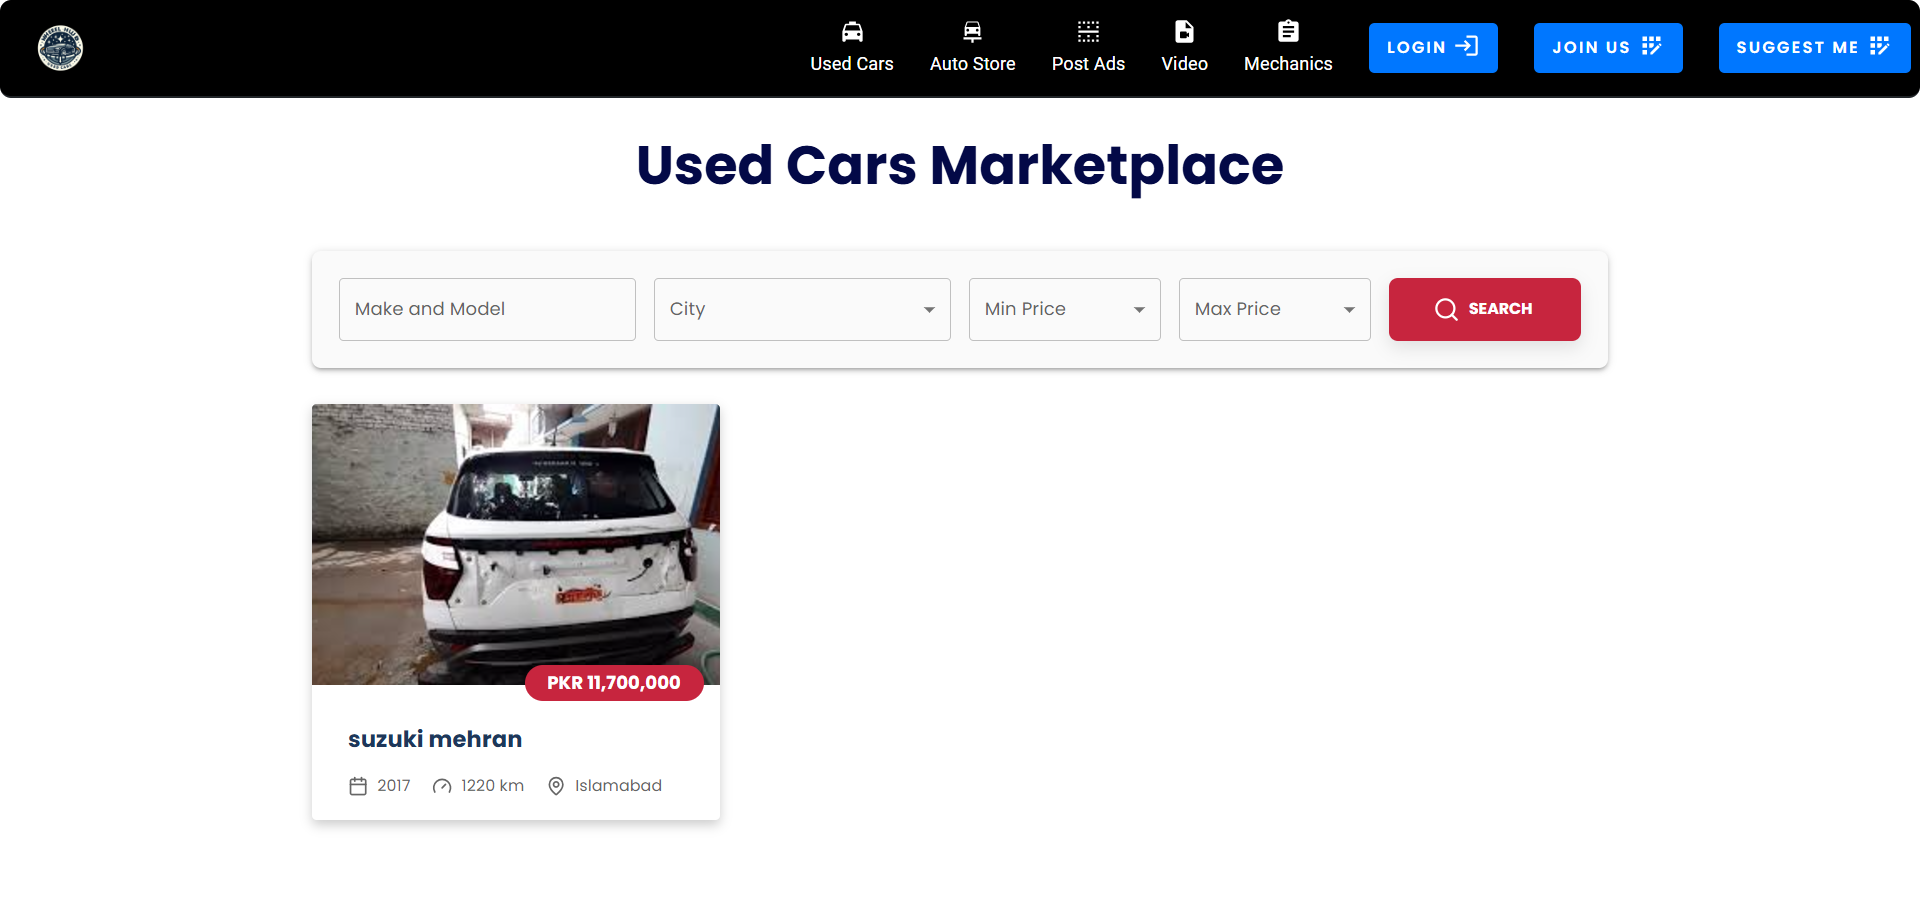 Used Cars
Auto Store
Post Ads
Video
Mechanics
LOGIN
JOIN US
SUGGEST ME
Used Cars Marketplace
Make and Model
City
Min Price
Max Price
SEARCH
PKR 11,700,000
suzuki mehran
2017
1220 km
Islamabad